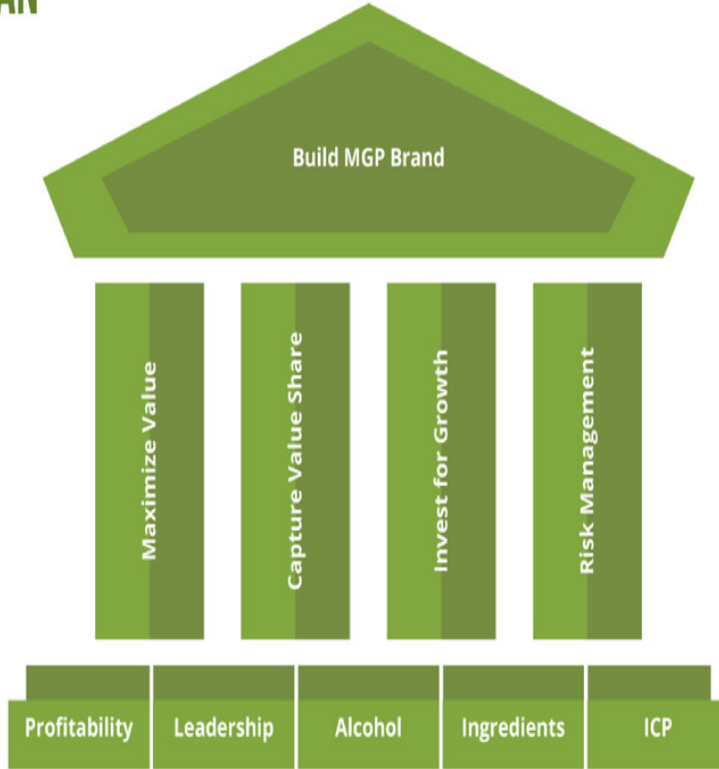 AN
Build MGP Brand
Maximize Value
Capture Value Share
Invest for Growth
Risk Management
Profitability
Leadership
Alcohol
Ingredients
ICP